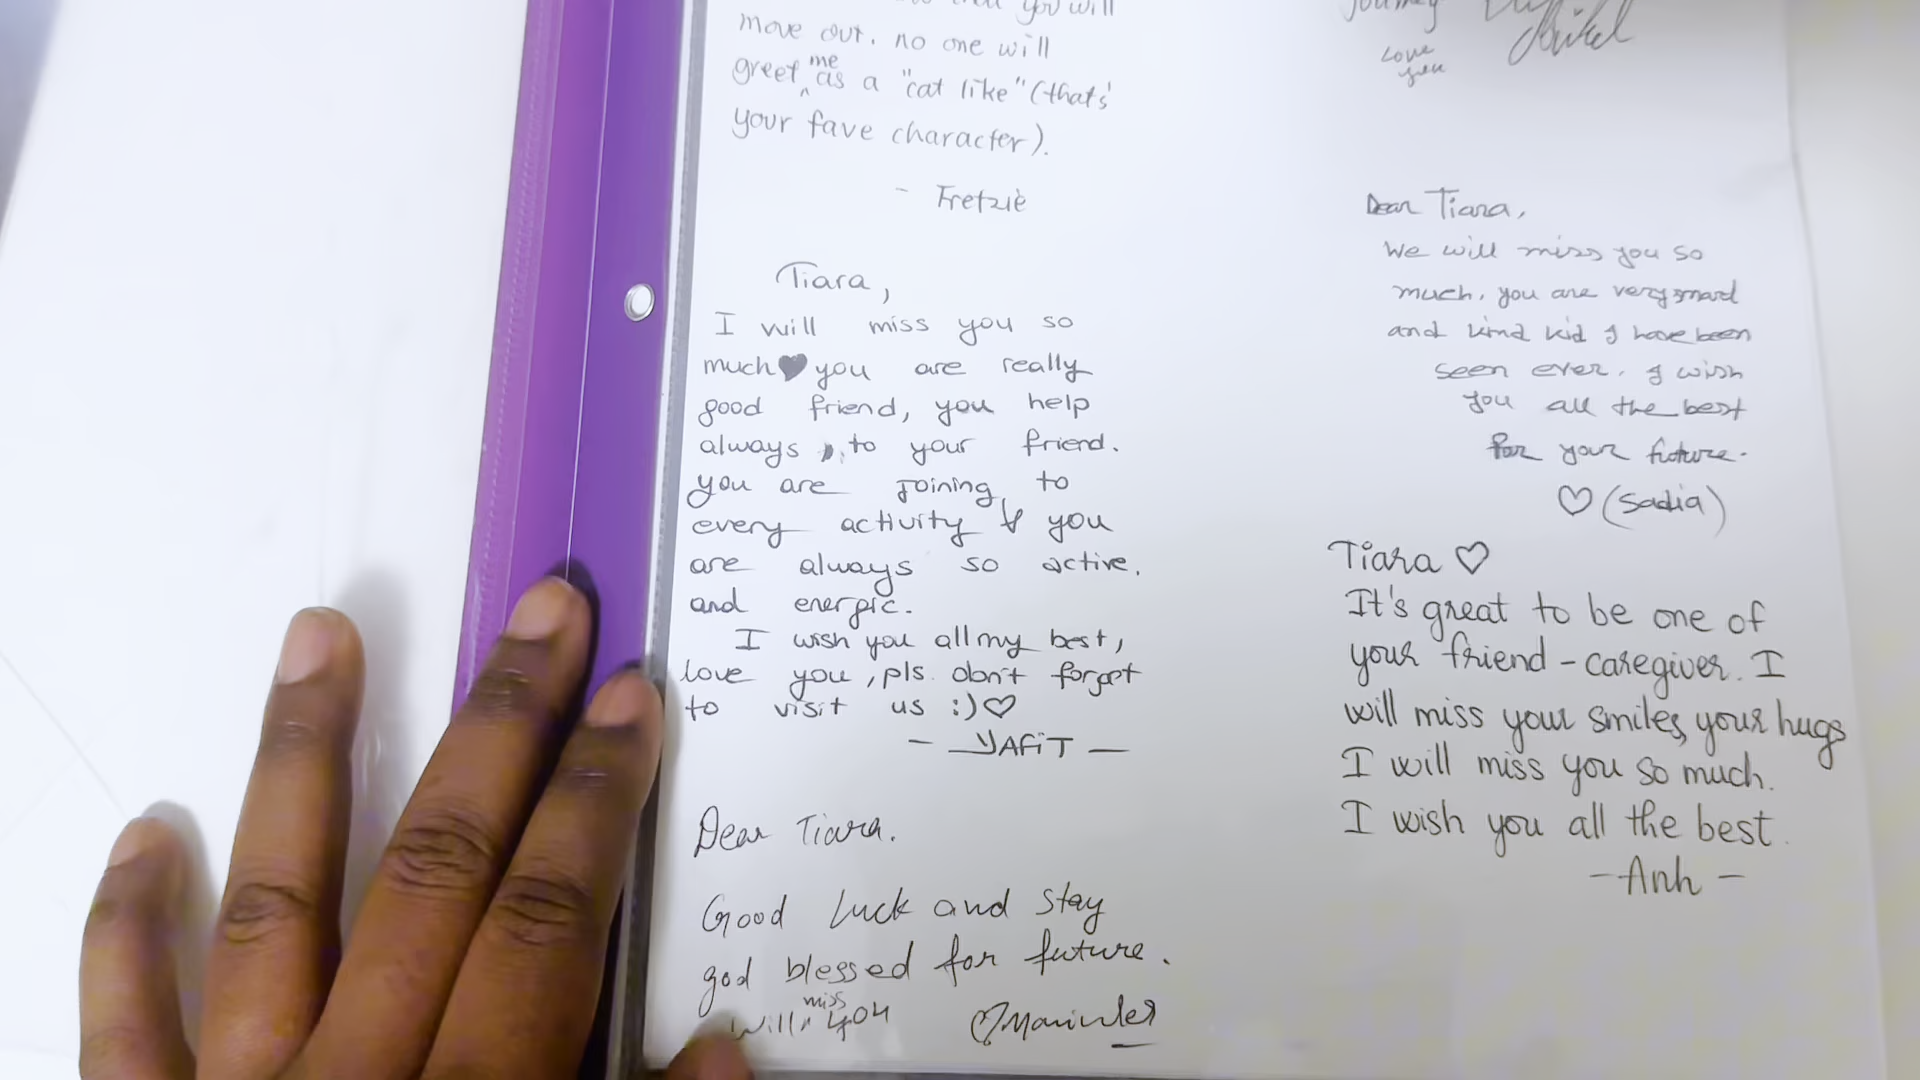 you will
move out. no one will
greet me as a "cat like" (that's
your fave character).
- Fretzie
Tiara,
I will miss you so
much♥ you are really
good friend, you help
always to your friend.
you are joining to
every activity & you
are always so active.
and energic.
I wish you all my best,
love you, pls. don't forget
to visit us :)♡
- YAFiT -
Dear Tiara.
Good luck and stay
god blessed for future.
will miss you ♡
Journey
Love
you
Dear Tiara,
We will miss you so
much. you are very smart
and kind kid I have been
seen ever. I wish
you all the best
for your future.
♡ (Sadia)
Tiara ♡
It's great to be one of
your friend - caregiver. I
will miss your smiles, your hugs
I will miss you so much.
I wish you all the best.
- Anh -